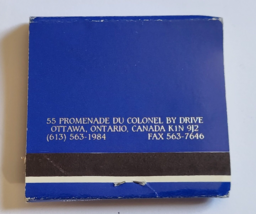 55 PROMENADE DU COLONEL BY DRIVE
OTTAWA, ONTARIO, CANADA K1N 9J2
(613) 563-1984 FAX 563-7646